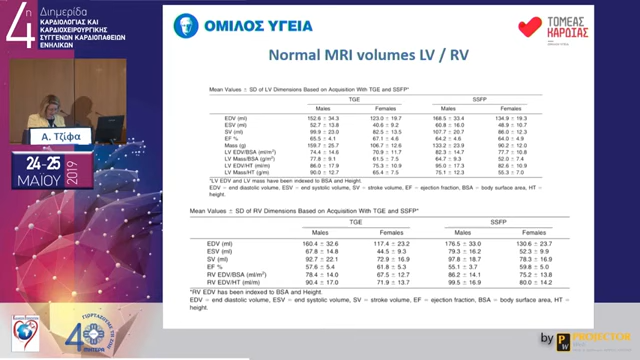 4η Διημερίδα
ΚΑΡΔΙΟΛΟΓΙΑΣ ΚΑΙ
ΚΑΡΔΙΟΧΕΙΡΟΥΡΓΙΚΗΣ
ΣΥΓΓΕΝΩΝ ΚΑΡΔΙΟΠΑΘΕΙΩΝ
ΕΝΗΛΙΚΩΝ
Α. Τζίφα
24-25
ΜΑΪΟΥ 2019
ΟΜΙΛΟΣ ΥΓΕΙΑ
ΤΟΜΕΑΣ
ΚΑΡΔΙΑΣ
Normal MRI volumes LV / RV
Mean Values ± SD of LV Dimensions Based on Acquisition With TGE and SSFP*
TGE SSFP
Males Females Males Females
EDV (ml) 152.6 ± 34.3 123.0 ± 19.7 168.5 ± 33.4 134.9 ± 19.3
ESV (ml) 52.7 ± 13.8 40.6 ± 9.2 60.8 ± 16.0 48.9 ± 10.7
SV (ml) 99.9 ± 23.0 82.5 ± 13.5 107.7 ± 20.7 86.0 ± 12.3
EF % 65.5 ± 4.1 67.1 ± 4.6 64.2 ± 4.6 64.0 ± 4.9
Mass (g) 159.7 ± 25.7 106.7 ± 12.6 133.2 ± 23.9 90.2 ± 12.0
LV EDV/BSA (ml/m²) 74.4 ± 14.6 70.9 ± 11.7 82.3 ± 14.7 77.7 ± 10.8
LV Mass/BSA (g/m²) 77.8 ± 9.1 61.5 ± 7.5 64.7 ± 9.3 52.0 ± 7.4
LV EDV/HT (ml/m) 86.0 ± 17.9 75.3 ± 10.9 95.0 ± 17.3 82.6 ± 10.9
LV Mass/HT (g/m) 90.0 ± 12.7 65.4 ± 7.5 75.1 ± 12.3 55.3 ± 7.0
*LV EDV and LV mass have been indexed to BSA and Height.
EDV = end diastolic volume, ESV = end systolic volume, SV = stroke volume, EF = ejection fraction, BSA = body surface area, HT =
height.
Mean Values ± SD of RV Dimensions Based on Acquisition With TGE and SSFP*
TGE SSFP
Males Females Males Females
EDV (ml) 160.4 ± 32.6 117.4 ± 23.2 176.5 ± 33.0 130.6 ± 23.7
ESV (ml) 67.8 ± 14.8 44.5 ± 9.3 79.3 ± 16.2 52.3 ± 9.9
SV (ml) 92.7 ± 22.1 72.9 ± 16.9 97.8 ± 18.7 78.3 ± 16.9
EF % 57.6 ± 5.4 61.8 ± 5.3 55.1 ± 3.7 59.8 ± 5.0
RV EDV/BSA (ml/m²) 78.4 ± 14.0 67.5 ± 12.7 86.2 ± 14.1 75.2 ± 13.8
RV EDV/HT (ml/m) 90.4 ± 17.0 71.9 ± 13.7 99.5 ± 16.9 80.0 ± 14.2
*RV EDV has been indexed to BSA and Height.
EDV = end diastolic volume, ESV = end systolic volume, SV = stroke volume, EF = ejection fraction, BSA = body surface area, HT =
height.
by PW PROJECTOR